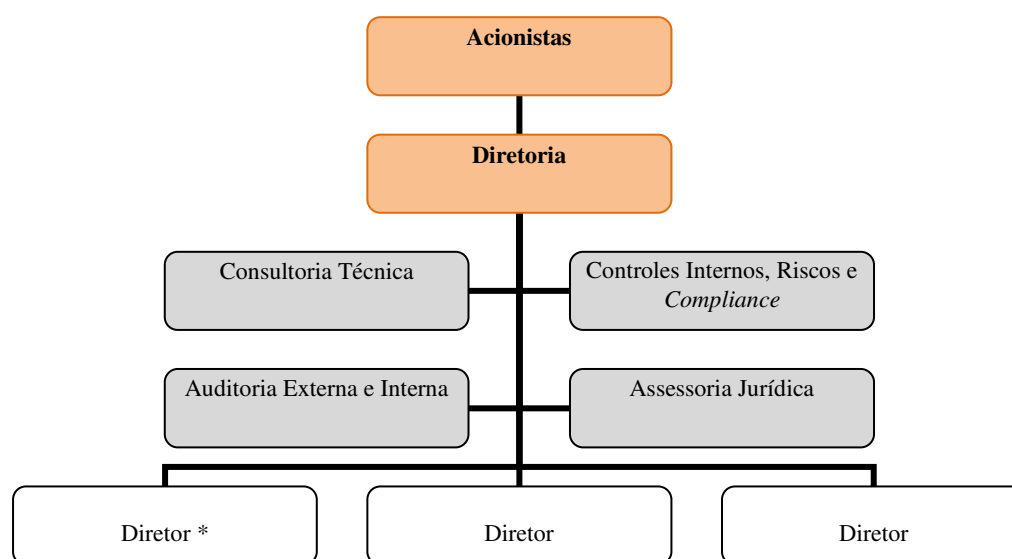 Acionistas
Diretoria
Consultoria Técnica
Controles Internos, Riscos e
Compliance
Auditoria Externa e Interna
Assessoria Jurídica
Diretor *
Diretor
Diretor